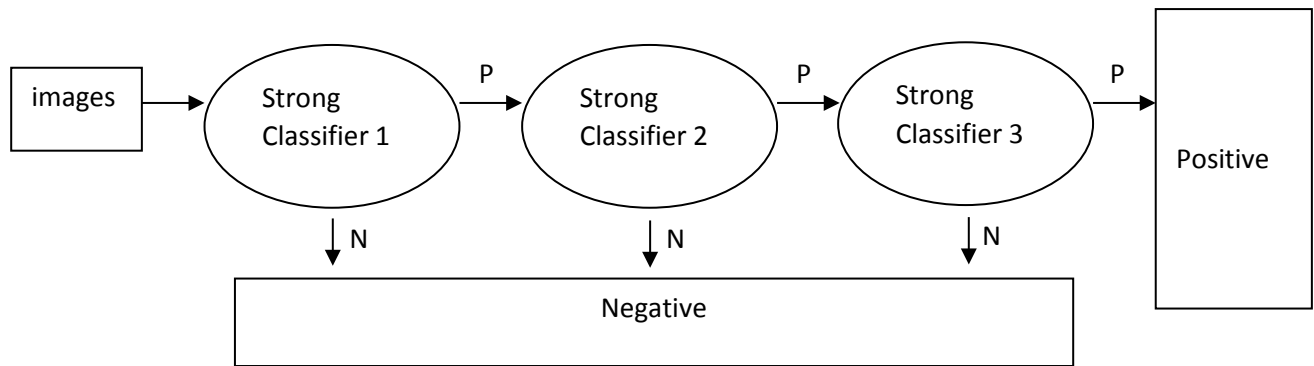 images
Strong
Classifier 1
P
Strong
Classifier 2
P
Strong
Classifier 3
P
Positive
N
N
N
Negative